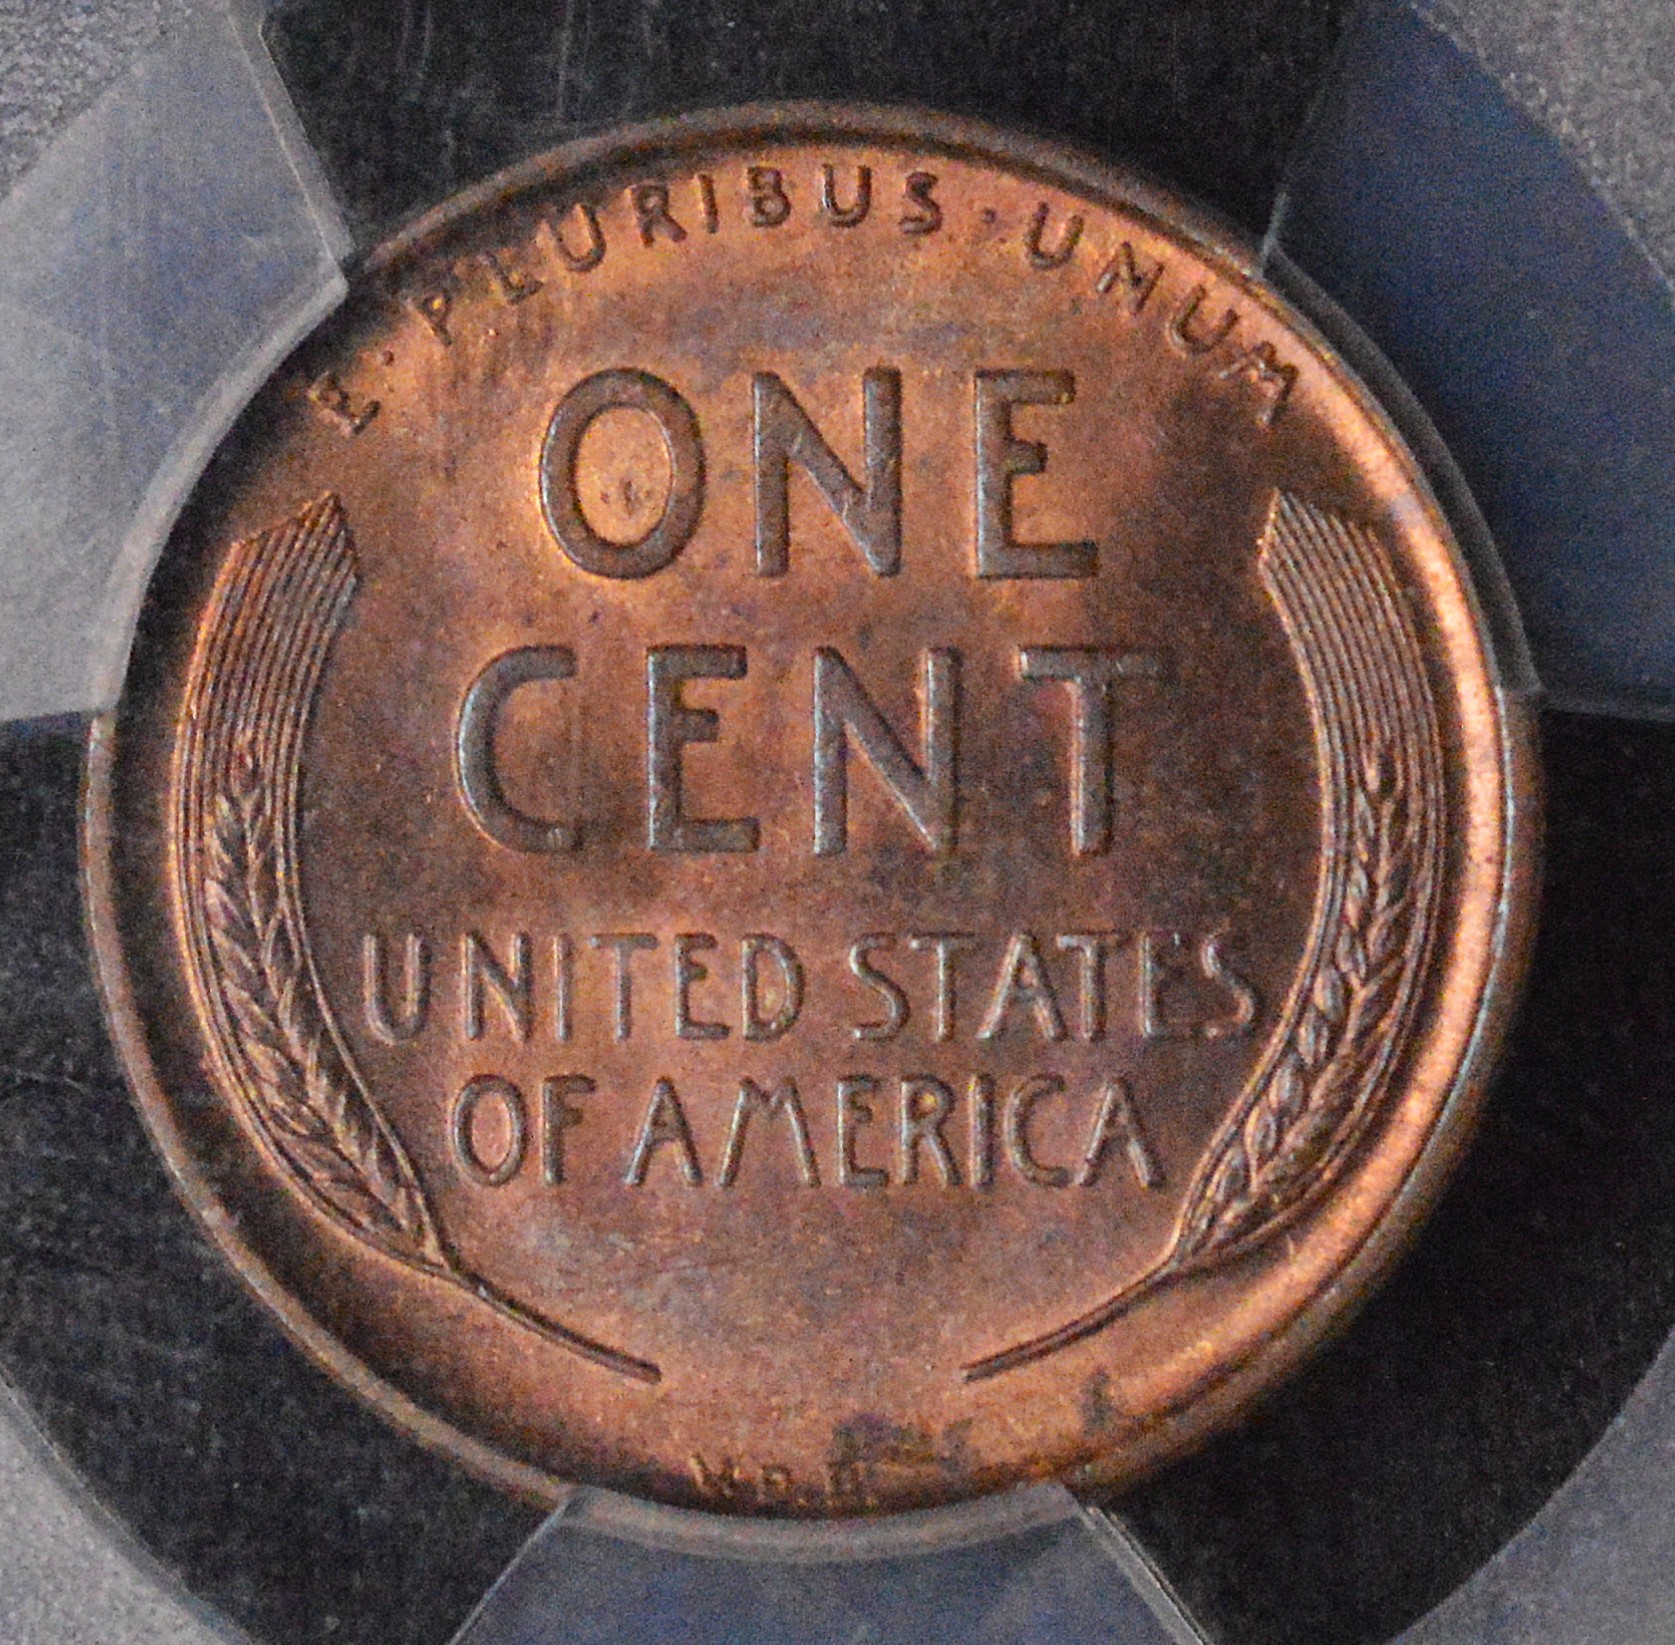 E·PLURIBUS·UNUM
ONE
CENT
UNITED STATES
OF AMERICA
V.D.B.